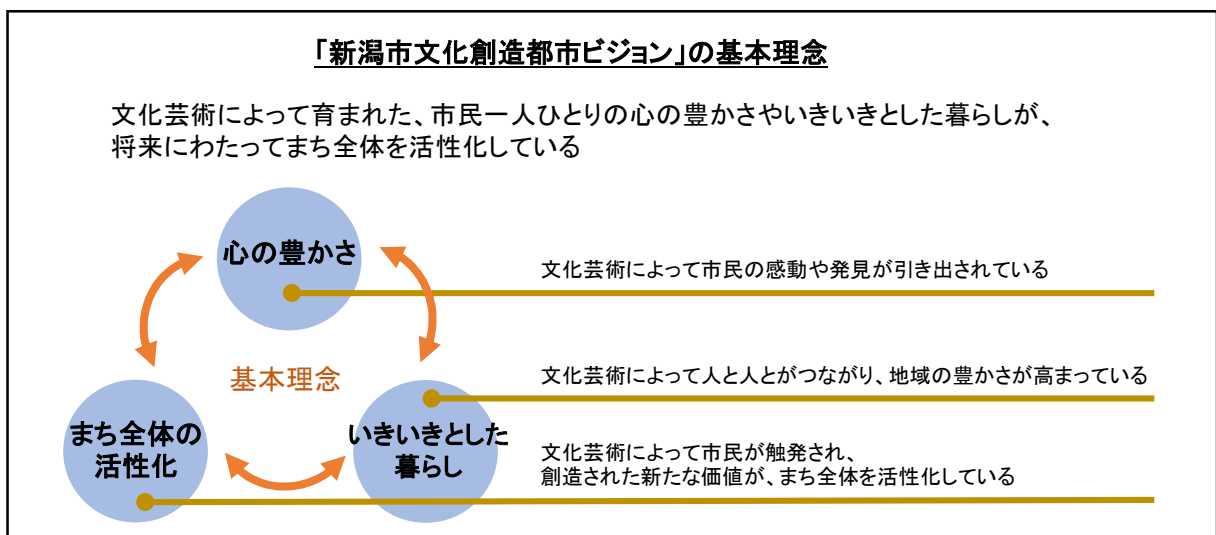 「新潟市文化創造都市ビジョン」の基本理念
文化芸術によって育まれた、市民一人ひとりの心の豊かさやいきいきとした暮らしが、
将来にわたってまち全体を活性化している
心の豊かさ
文化芸術によって市民の感動や発見が引き出されている
基本理念
文化芸術によって人と人とがつながり、地域の豊かさが高まっている
まち全体の
活性化
いきいきとした
暮らし
文化芸術によって市民が触発され、
創造された新たな価値が、まち全体を活性化している